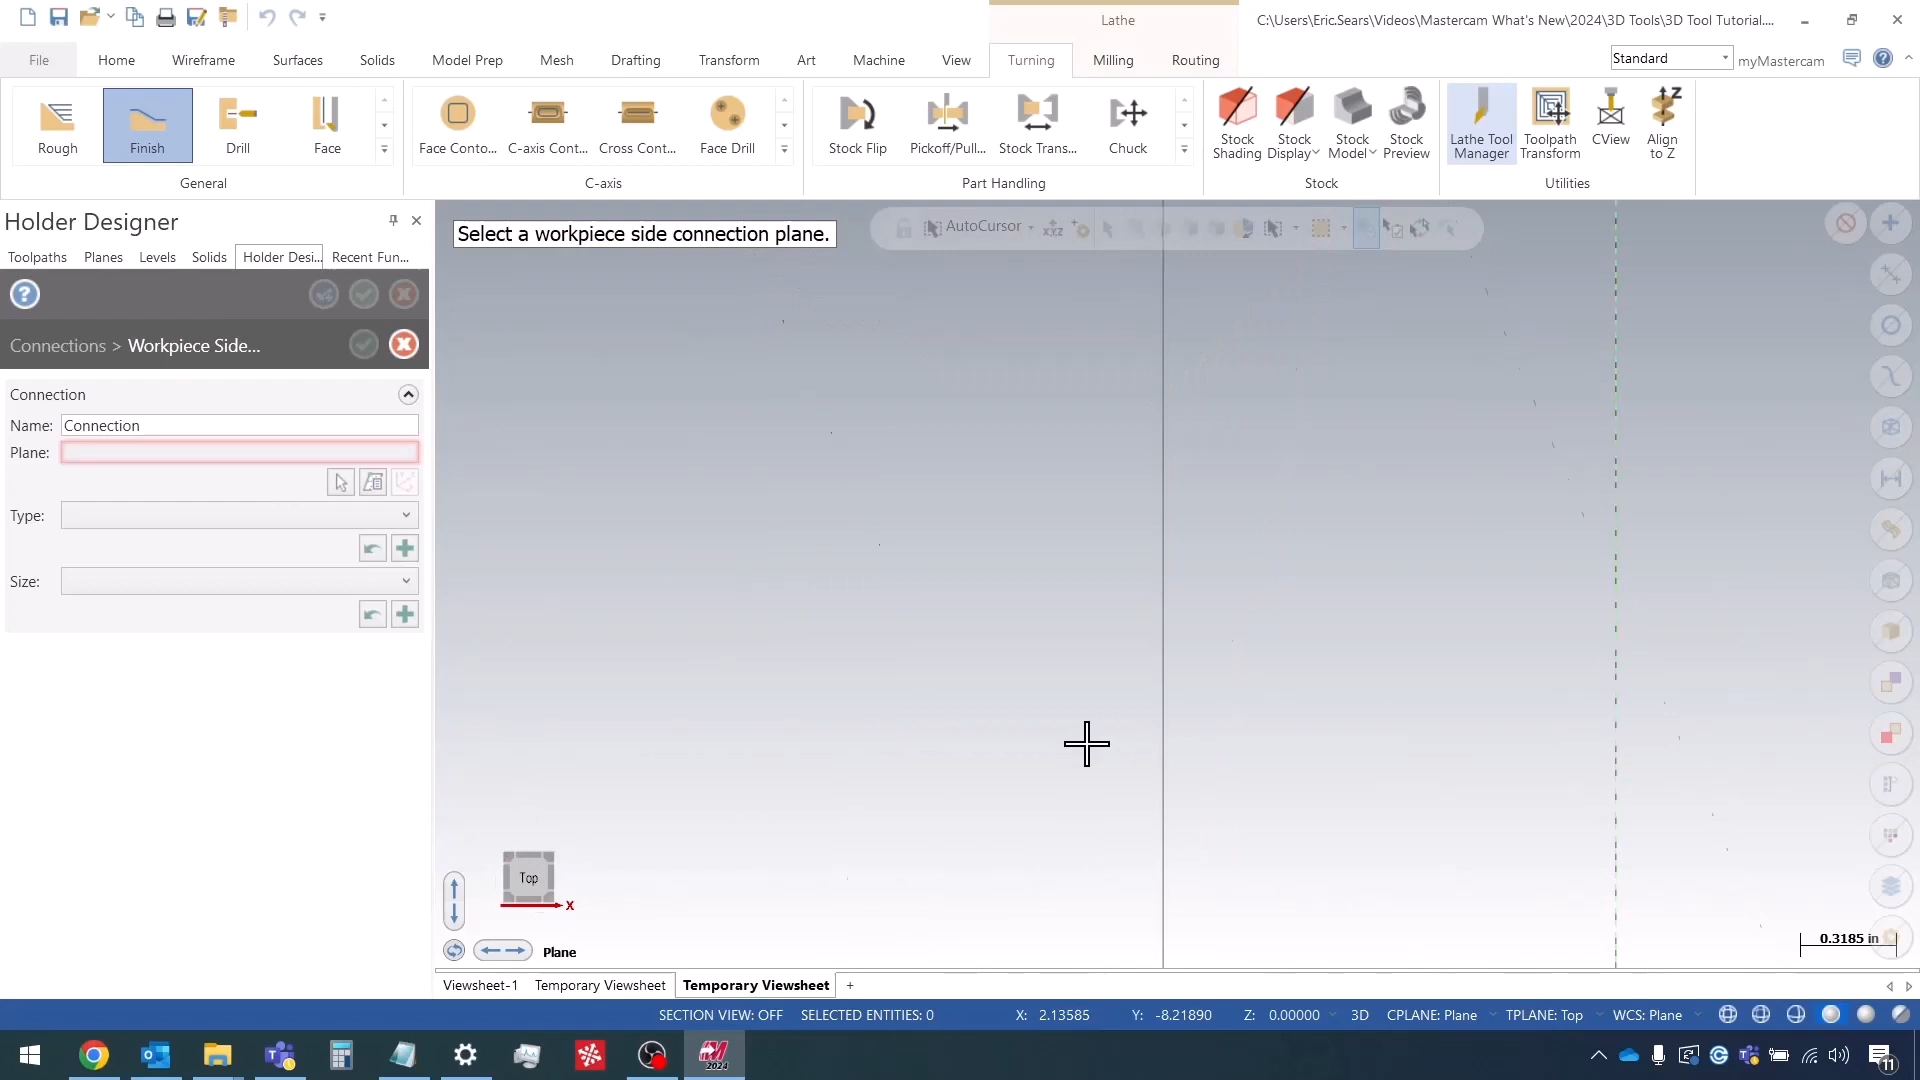 Lathe
C:\Users\Eric.Sears\Videos\Mastercam What's New\2024\3D Tools\3D Tool Tutorial....
File
Home
Wireframe
Surfaces
Solids
Model Prep
Mesh
Drafting
Transform
Art
Machine
View
Turning
Milling
Routing
Standard
myMastercam
Rough
Finish
Drill
Face
General
Face Conto...
C-axis Cont...
Cross Cont...
Face Drill
C-axis
Stock Flip
Pickoff/Pull...
Stock Trans...
Chuck
Part Handling
Stock
Shading
Stock
Display
Stock
Model
Stock
Preview
Stock
Lathe Tool
Manager
Toolpath
Transform
CView
Align
to Z
Utilities
Holder Designer
Toolpaths
Planes
Levels
Solids
Holder Desi...
Recent Fun...
Connections > Workpiece Side...
Connection
Name:
Connection
Plane:
Type:
Size:
Select a workpiece side connection plane.
AutoCursor
XYZ
Top
X
Plane
0.3185 in
Viewsheet-1
Temporary Viewsheet
Temporary Viewsheet
+
SECTION VIEW: OFF
SELECTED ENTITIES: 0
X: 2.13585
Y: -8.21890
Z: 0.00000
3D
CPLANE: Plane
TPLANE: Top
WCS: Plane
2024
11